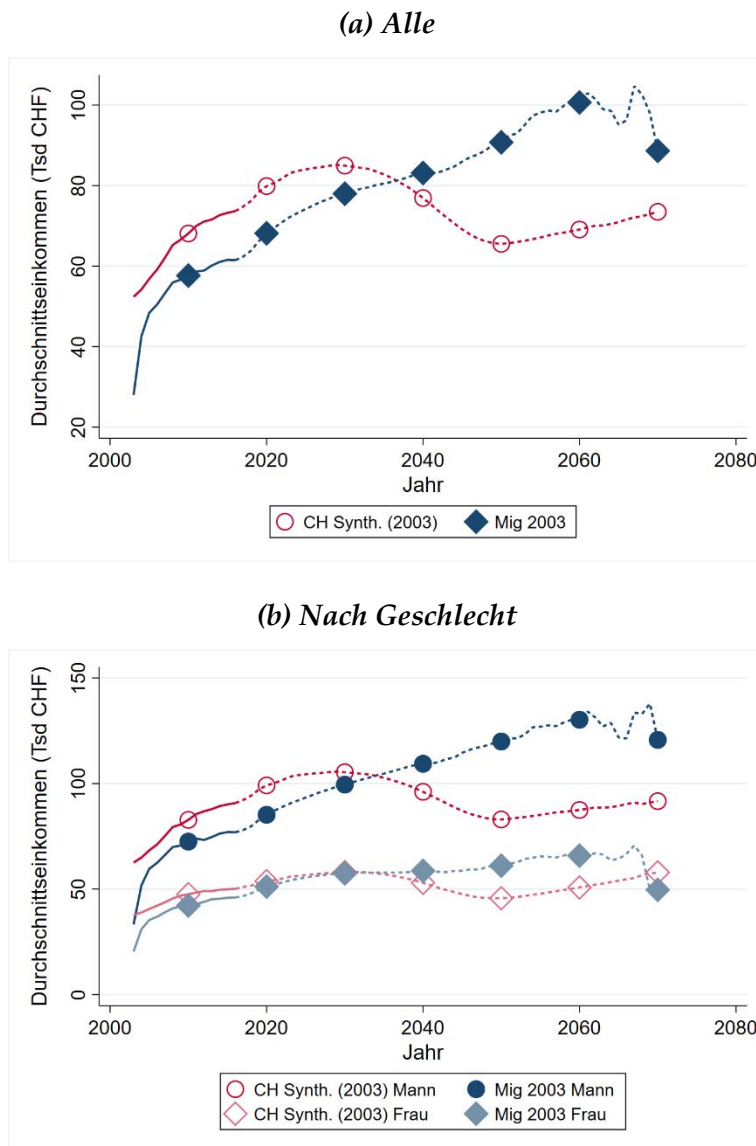 (a) Alle
Durchschnittseinkommen (Tsd CHF)
100
80
60
40
20
2000 2020 2040 2060 2080
Jahr
CH Synth. (2003) Mig 2003
(b) Nach Geschlecht
Durchschnittseinkommen (Tsd CHF)
150
100
50
0
2000 2020 2040 2060 2080
Jahr
CH Synth. (2003) Mann Mig 2003 Mann
CH Synth. (2003) Frau Mig 2003 Frau